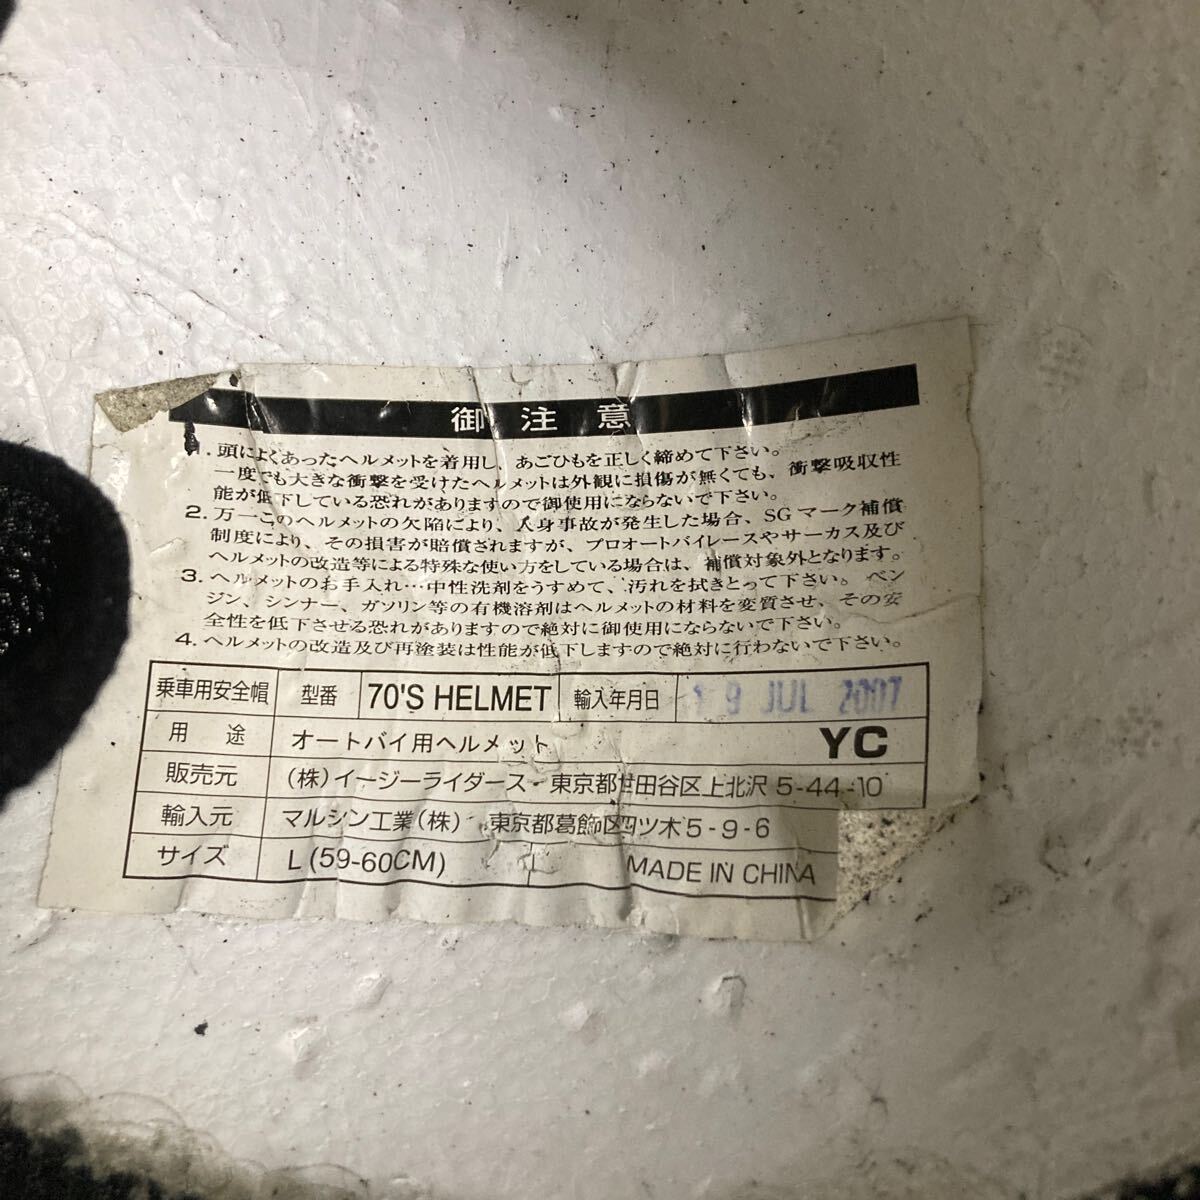 御注意
1. 頭によくあったヘルメットを着用し、あごひもを正しく締めて下さい。
一度でも大きな衝撃を受けたヘルメットは外観に損傷が無くても、衝撃吸収性
能が低下している恐れがありますので御使用にならないで下さい。
2. 万一このヘルメットの欠陥により、人身事故が発生した場合、SGマーク補償
制度により、その損害が賠償されますが、プロオートバイレースやサーカス及び
ヘルメットの改造等による特殊な使い方をしている場合は、補償対象外となります。
3. ヘルメットのお手入れ…中性洗剤をうすめて、汚れを拭きとって下さい。ベン
ジン、シンナー、ガソリン等の有機溶剤はヘルメットの材料を変質させ、その安
全性を低下させる恐れがありますので絶対に御使用にならないで下さい。
4. ヘルメットの改造及び再塗装は性能が低下しますので絶対に行わないで下さい。
乗車用安全帽 型番 70'S HELMET 輸入年月日 19 JUL 2007
用途 オートバイ用ヘルメット YC
販売元 (株)イージーライダース 東京都世田谷区上北沢 5-44-10
輸入元 マルシン工業(株) 東京都葛飾区四ツ木 5-9-6
サイズ L (59-60CM) MADE IN CHINA